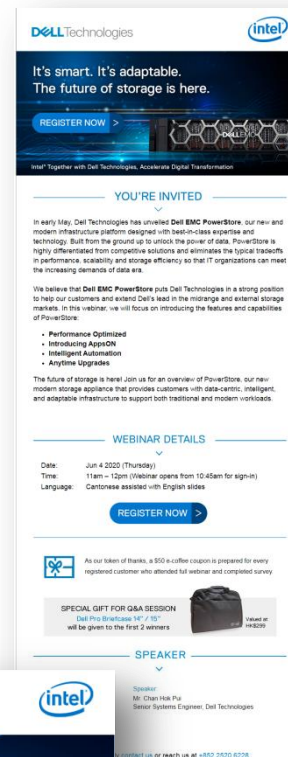 DELLTechnologies
intel
It's smart. It's adaptable.
The future of storage is here.
REGISTER NOW >
DELLEMC
Intel® Together with Dell Technologies, Accelerate Digital Transformation
YOU'RE INVITED
In early May, Dell Technologies has unveiled Dell EMC PowerStore, our new and
modern infrastructure platform designed with best-in-class expertise and
technology. Built from the ground up to unlock the power of data, PowerStore is
highly differentiated from competitive solutions and eliminates the typical tradeoffs
in performance, scalability and storage efficiency so that IT organizations can meet
the increasing demands of data era.
We believe that Dell EMC PowerStore puts Dell Technologies in a strong position
to help our customers and extend Dell's lead in the midrange and external storage
markets. In this webinar, we will focus on introducing the features and capabilities
of PowerStore:
• Performance Optimized
• Introducing AppsON
• Intelligent Automation
• Anytime Upgrades
The future of storage is here! Join us for an overview of PowerStore, our new
modern storage appliance that provides customers with data-centric, intelligent,
and adaptable infrastructure to support both traditional and modern workloads.
WEBINAR DETAILS
Date: Jun 4 2020 (Thursday)
Time: 11am – 12pm (Webinar opens from 10:45am for sign-in)
Language: Cantonese assisted with English slides
REGISTER NOW >
As our token of thanks, a $50 e-coffee coupon is prepared for every
registered customer who attended full webinar and completed survey.
SPECIAL GIFT FOR Q&A SESSION
Dell Pro Briefcase 14" / 15"
will be given to the first 2 winners
Valued at
HK$299
SPEAKER
Speaker:
Mr. Chan Hok Pui
Senior Systems Engineer, Dell Technologies
intel
contact us or reach us at +852 2520 6228